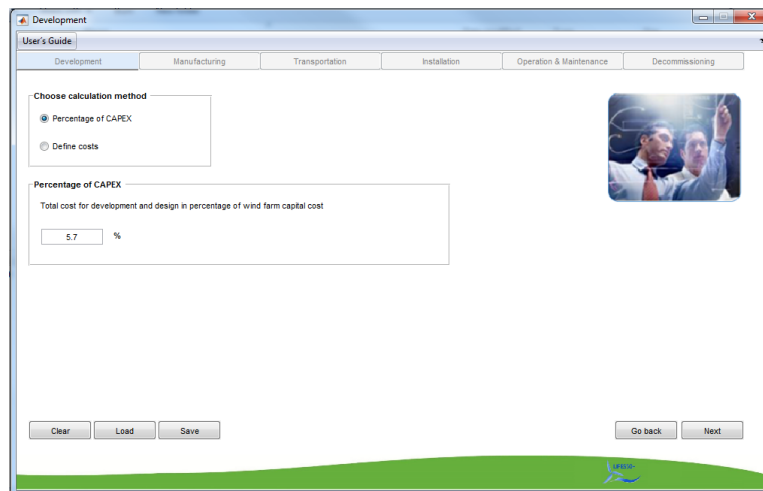 Development
User's Guide
Development Manufacturing Transportation Installation Operation & Maintenance Decommissioning
Choose calculation method
Percentage of CAPEX
Define costs
Percentage of CAPEX
Total cost for development and design in percentage of wind farm capital cost
5.7 %
Clear Load Save Go back Next